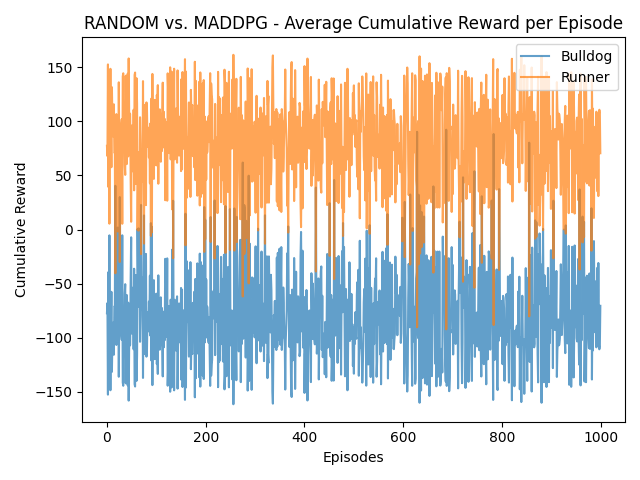 RANDOM vs. MADDPG - Average Cumulative Reward per Episode
Bulldog
Runner
Cumulative Reward
150
100
50
0
−50
−100
−150
0 200 400 600 800 1000
Episodes